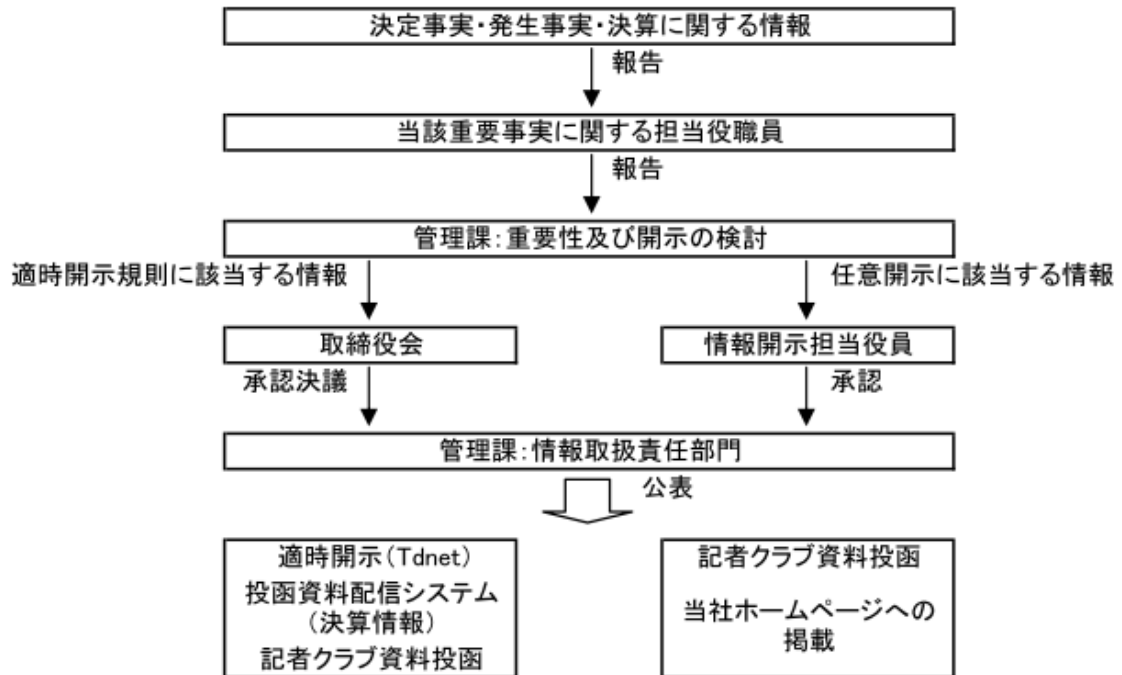 決定事実・発生事実・決算に関する情報
報告
当該重要事実に関する担当役職員
報告
管理課:重要性及び開示の検討
適時開示規則に該当する情報
任意開示に該当する情報
取締役会
情報開示担当役員
承認決議
承認
管理課:情報取扱責任部門
公表
適時開示(Tdnet)
投函資料配信システム
(決算情報)
記者クラブ資料投函
記者クラブ資料投函
当社ホームページへの
掲載